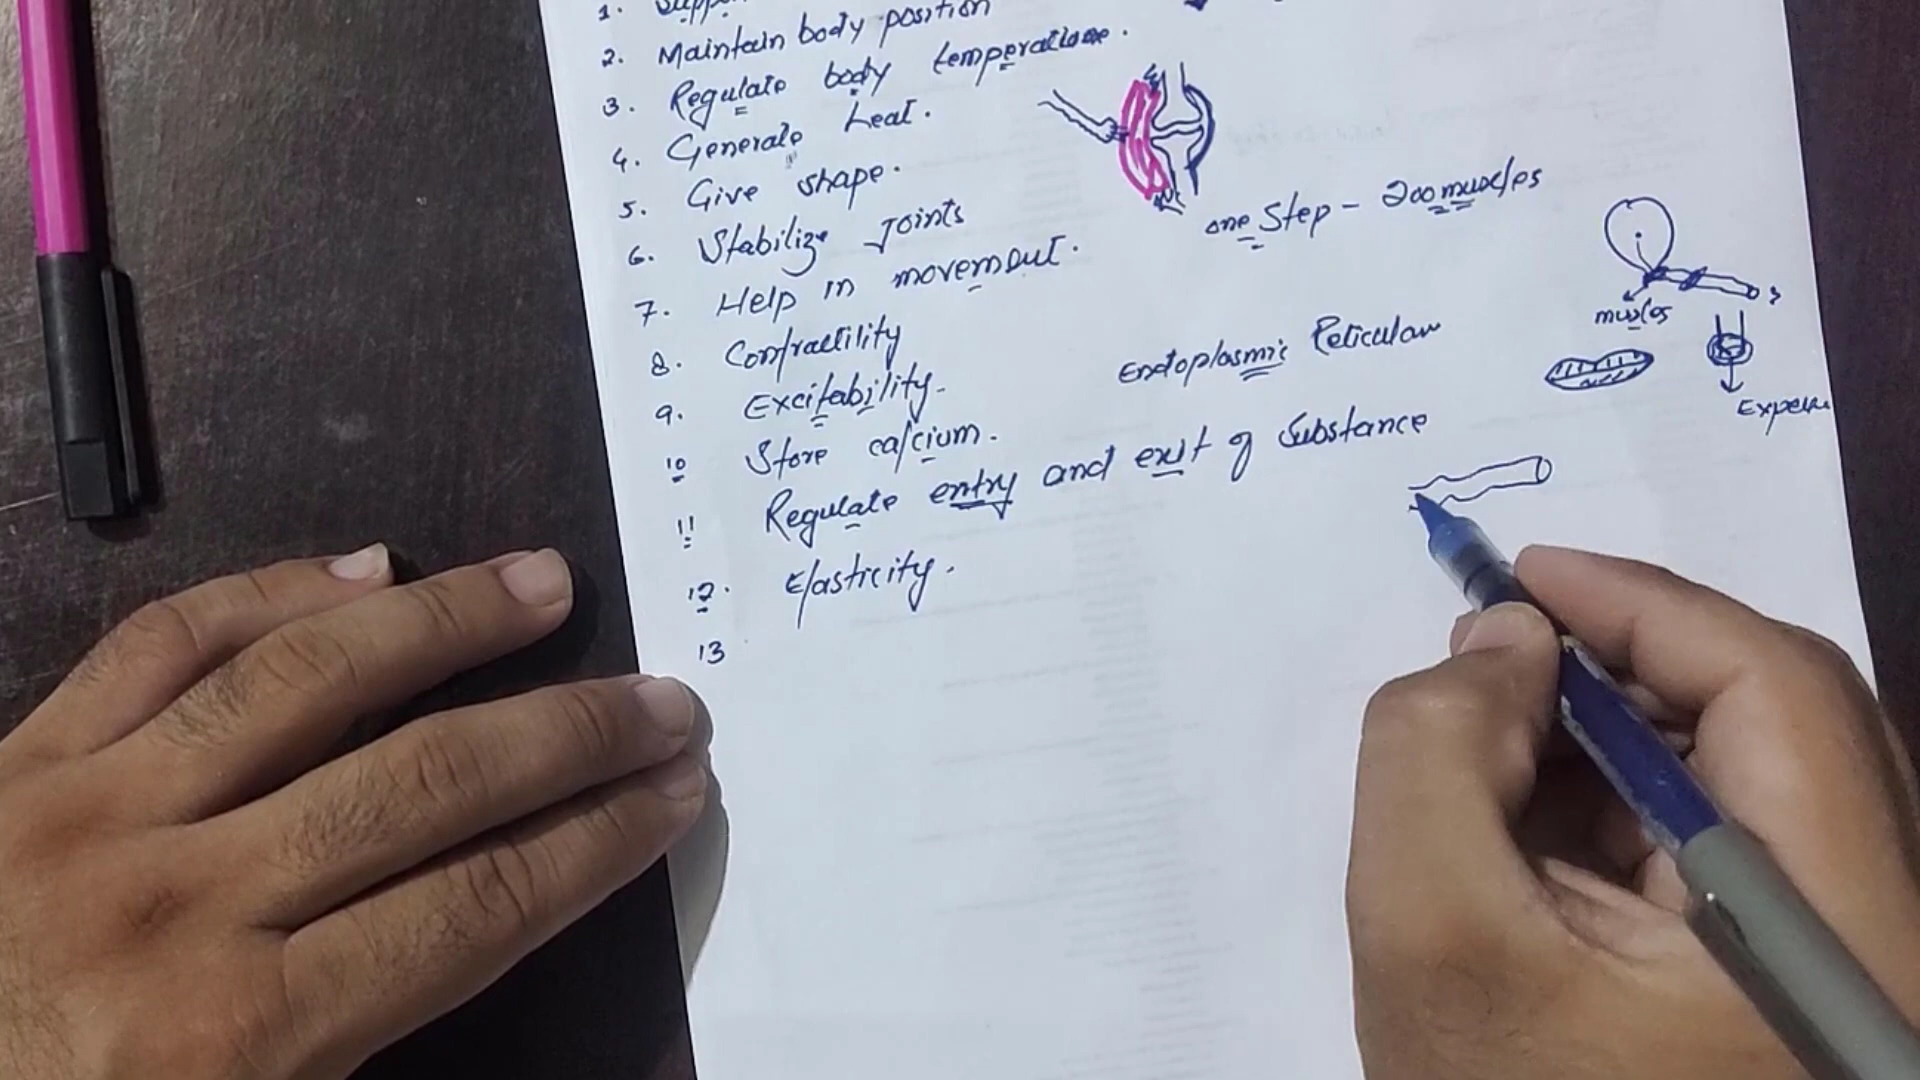 1. Suppor
2. Maintain body position
3. Regulate body temperature.
4. Generate heat.
5. Give shape.
6. Stabilize Joints
one Step - 200 muscles
7. Help in movement.
muscles
8. Contractility
Endoplasmic Reticulum
9. Excitability.
10 Store calcium.
11 Regulate entry and exit of Substance
12. Elasticity.
13